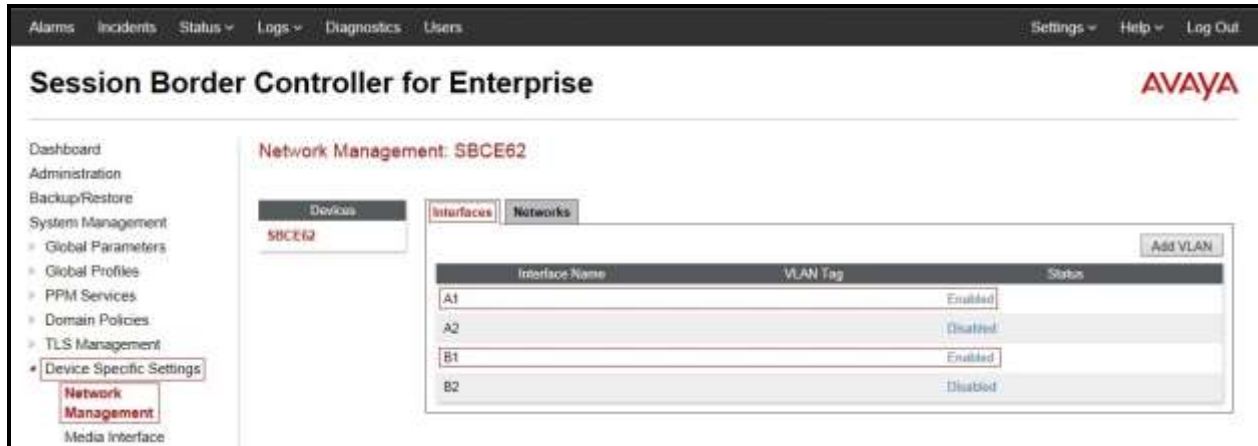 Alarms Incidents Status Logs Diagnostics Users Settings Help Log Out
Session Border Controller for Enterprise
AVAYA
Dashboard
Administration
Backup/Restore
System Management
Global Parameters
Global Profiles
PPM Services
Domain Policies
TLS Management
Device Specific Settings
Network
Management
Media Interface
Network Management: SBCE62
Devices
SBCE62
Interfaces Networks
Add VLAN
Interface Name VLAN Tag Status
A1 Enabled
A2 Disabled
B1 Enabled
B2 Disabled